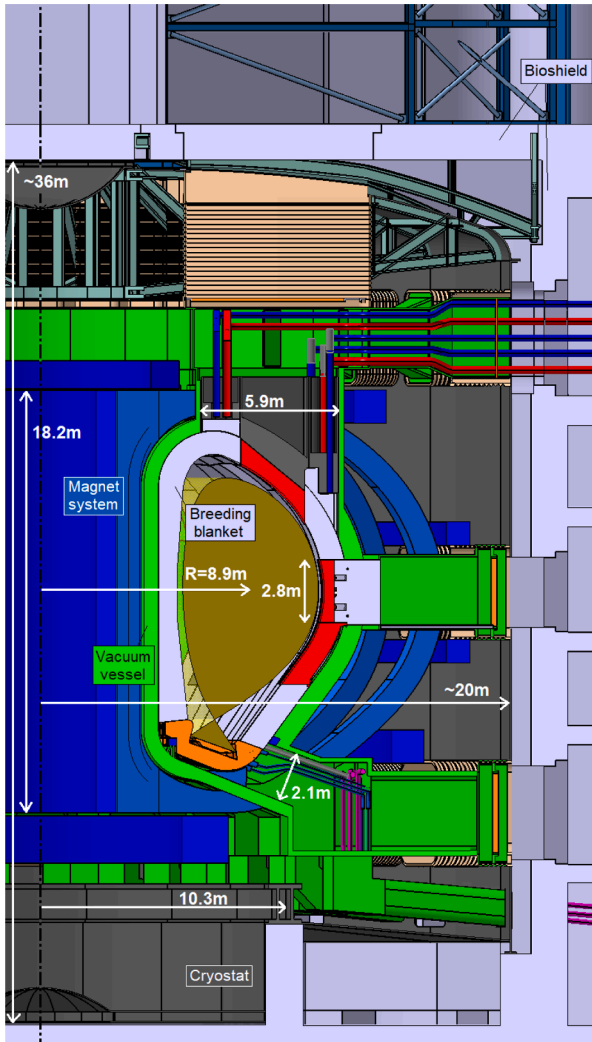 Bioshield
~36m
5.9m
18.2m
Magnet
system
Breeding
blanket
R=8.9m
2.8m
Vacuum
vessel
~20m
2.1m
10.3m
Cryostat